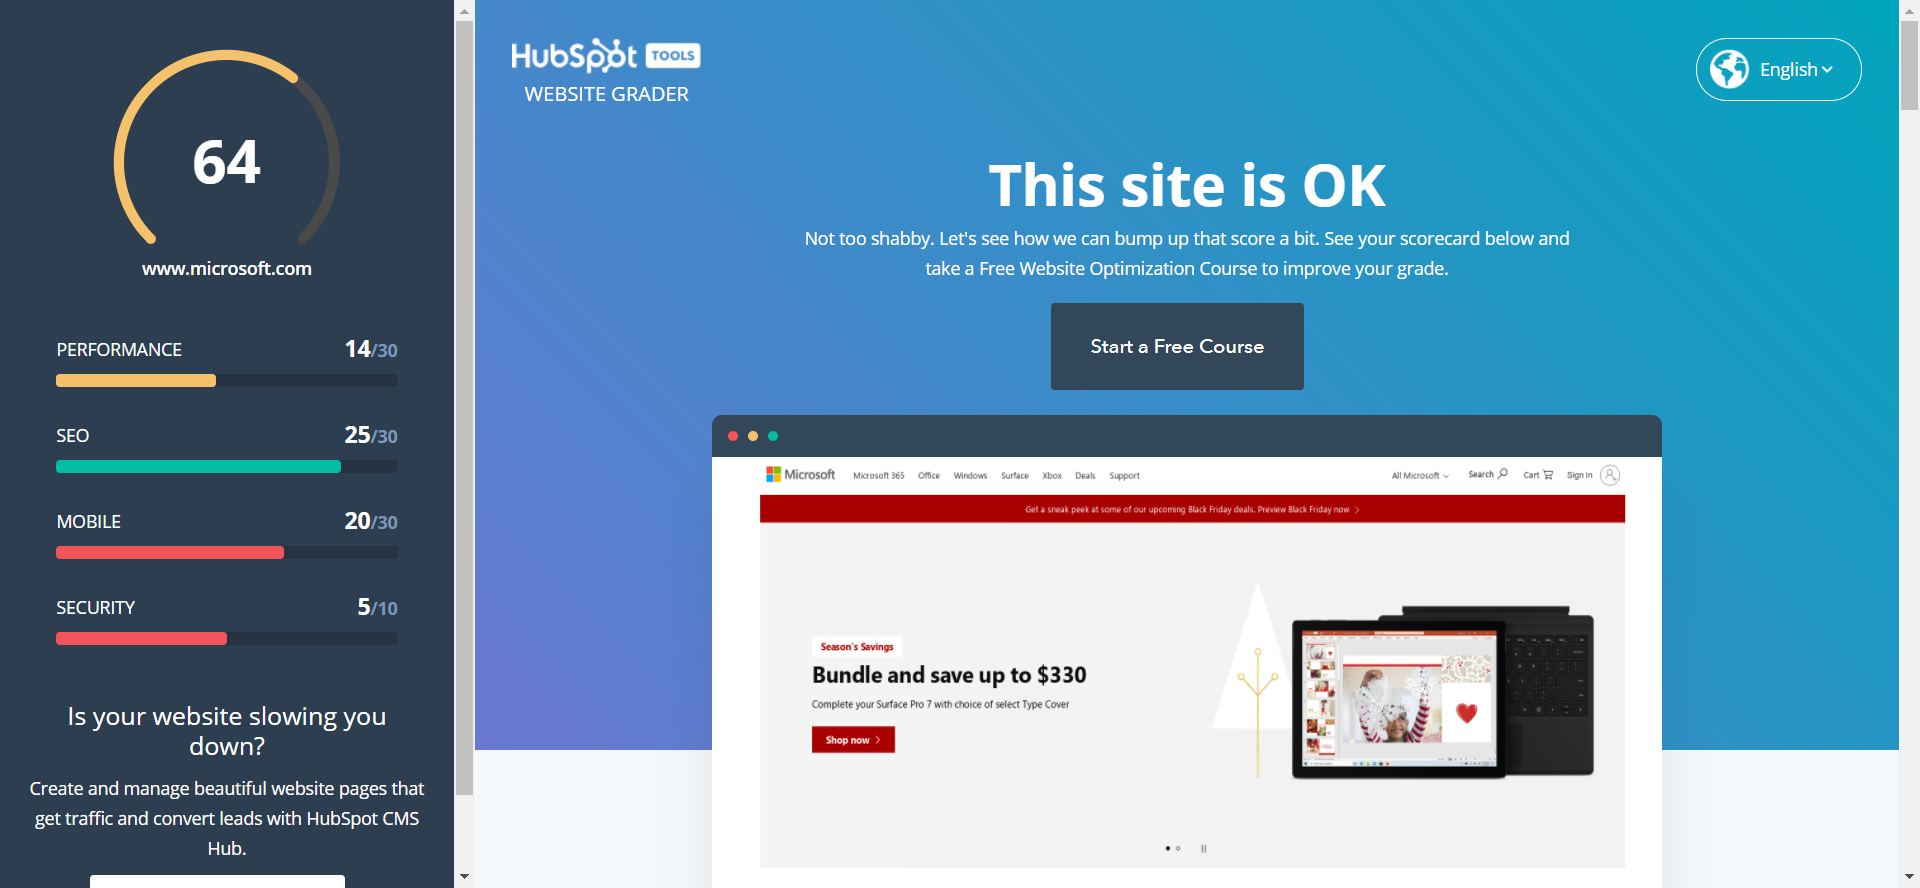 64
www.microsoft.com
PERFORMANCE 14/30
SEO 25/30
MOBILE 20/30
SECURITY 5/10
Is your website slowing you
down?
Create and manage beautiful website pages that
get traffic and convert leads with HubSpot CMS
Hub.
HubSpot TOOLS
WEBSITE GRADER
English
This site is OK
Not too shabby. Let's see how we can bump up that score a bit. See your scorecard below and
take a Free Website Optimization Course to improve your grade.
Start a Free Course
Microsoft Microsoft 365 Office Windows Surface Xbox Deals Support All Microsoft Search Cart Sign in
Get a sneak peek at some of our upcoming Black Friday deals. Preview Black Friday now
Season's Savings
Bundle and save up to $330
Complete your Surface Pro 7 with choice of select Type Cover
Shop now